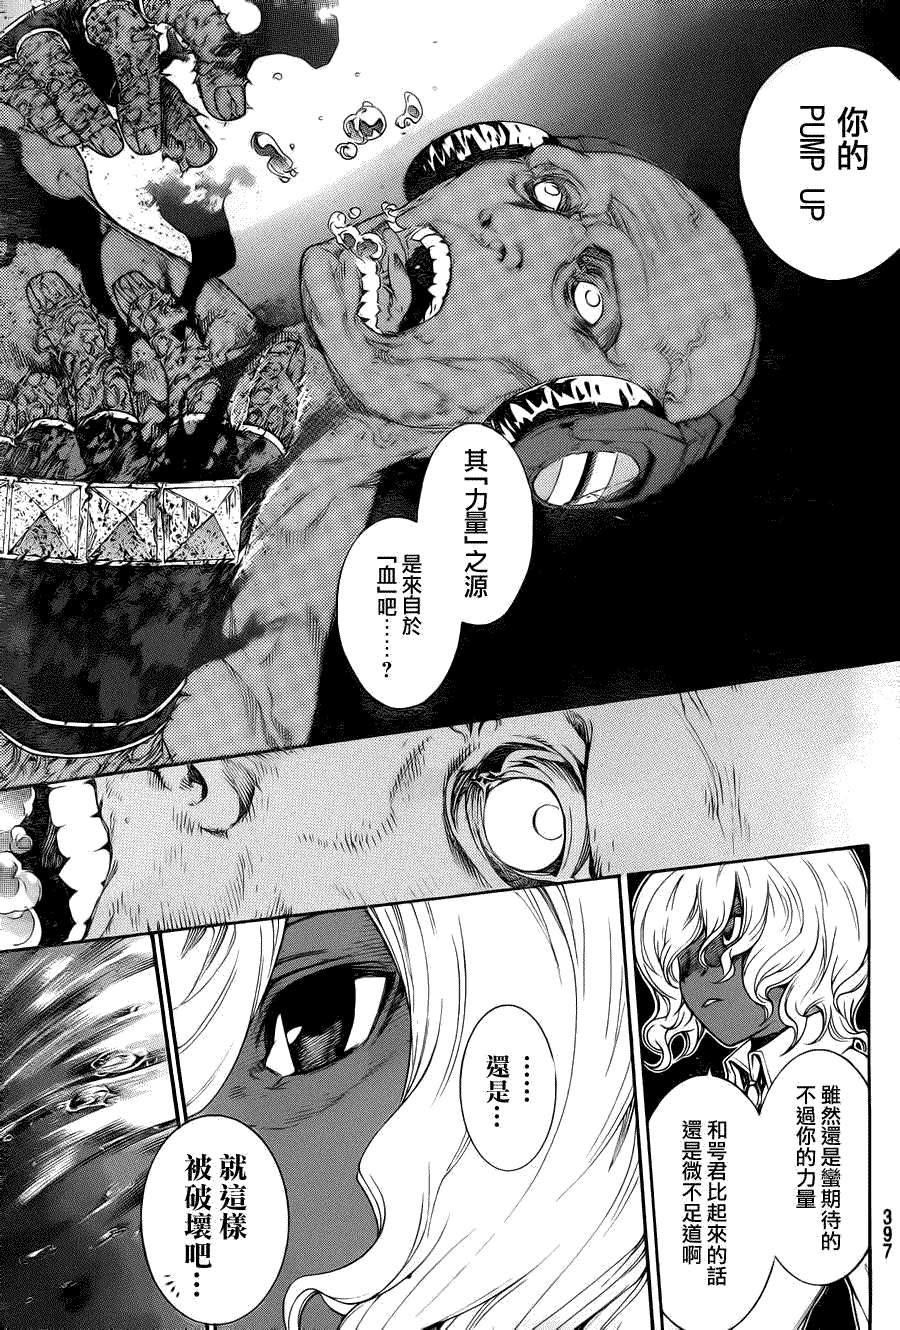 你的
PUMP UP
其「力量」之源
是來自於
「血」吧……?
雖然還是蠻期待的
不過你的力量
和咢君比起來的話
還是微不足道啊
……
還是…
就這樣
被破壞吧…
397